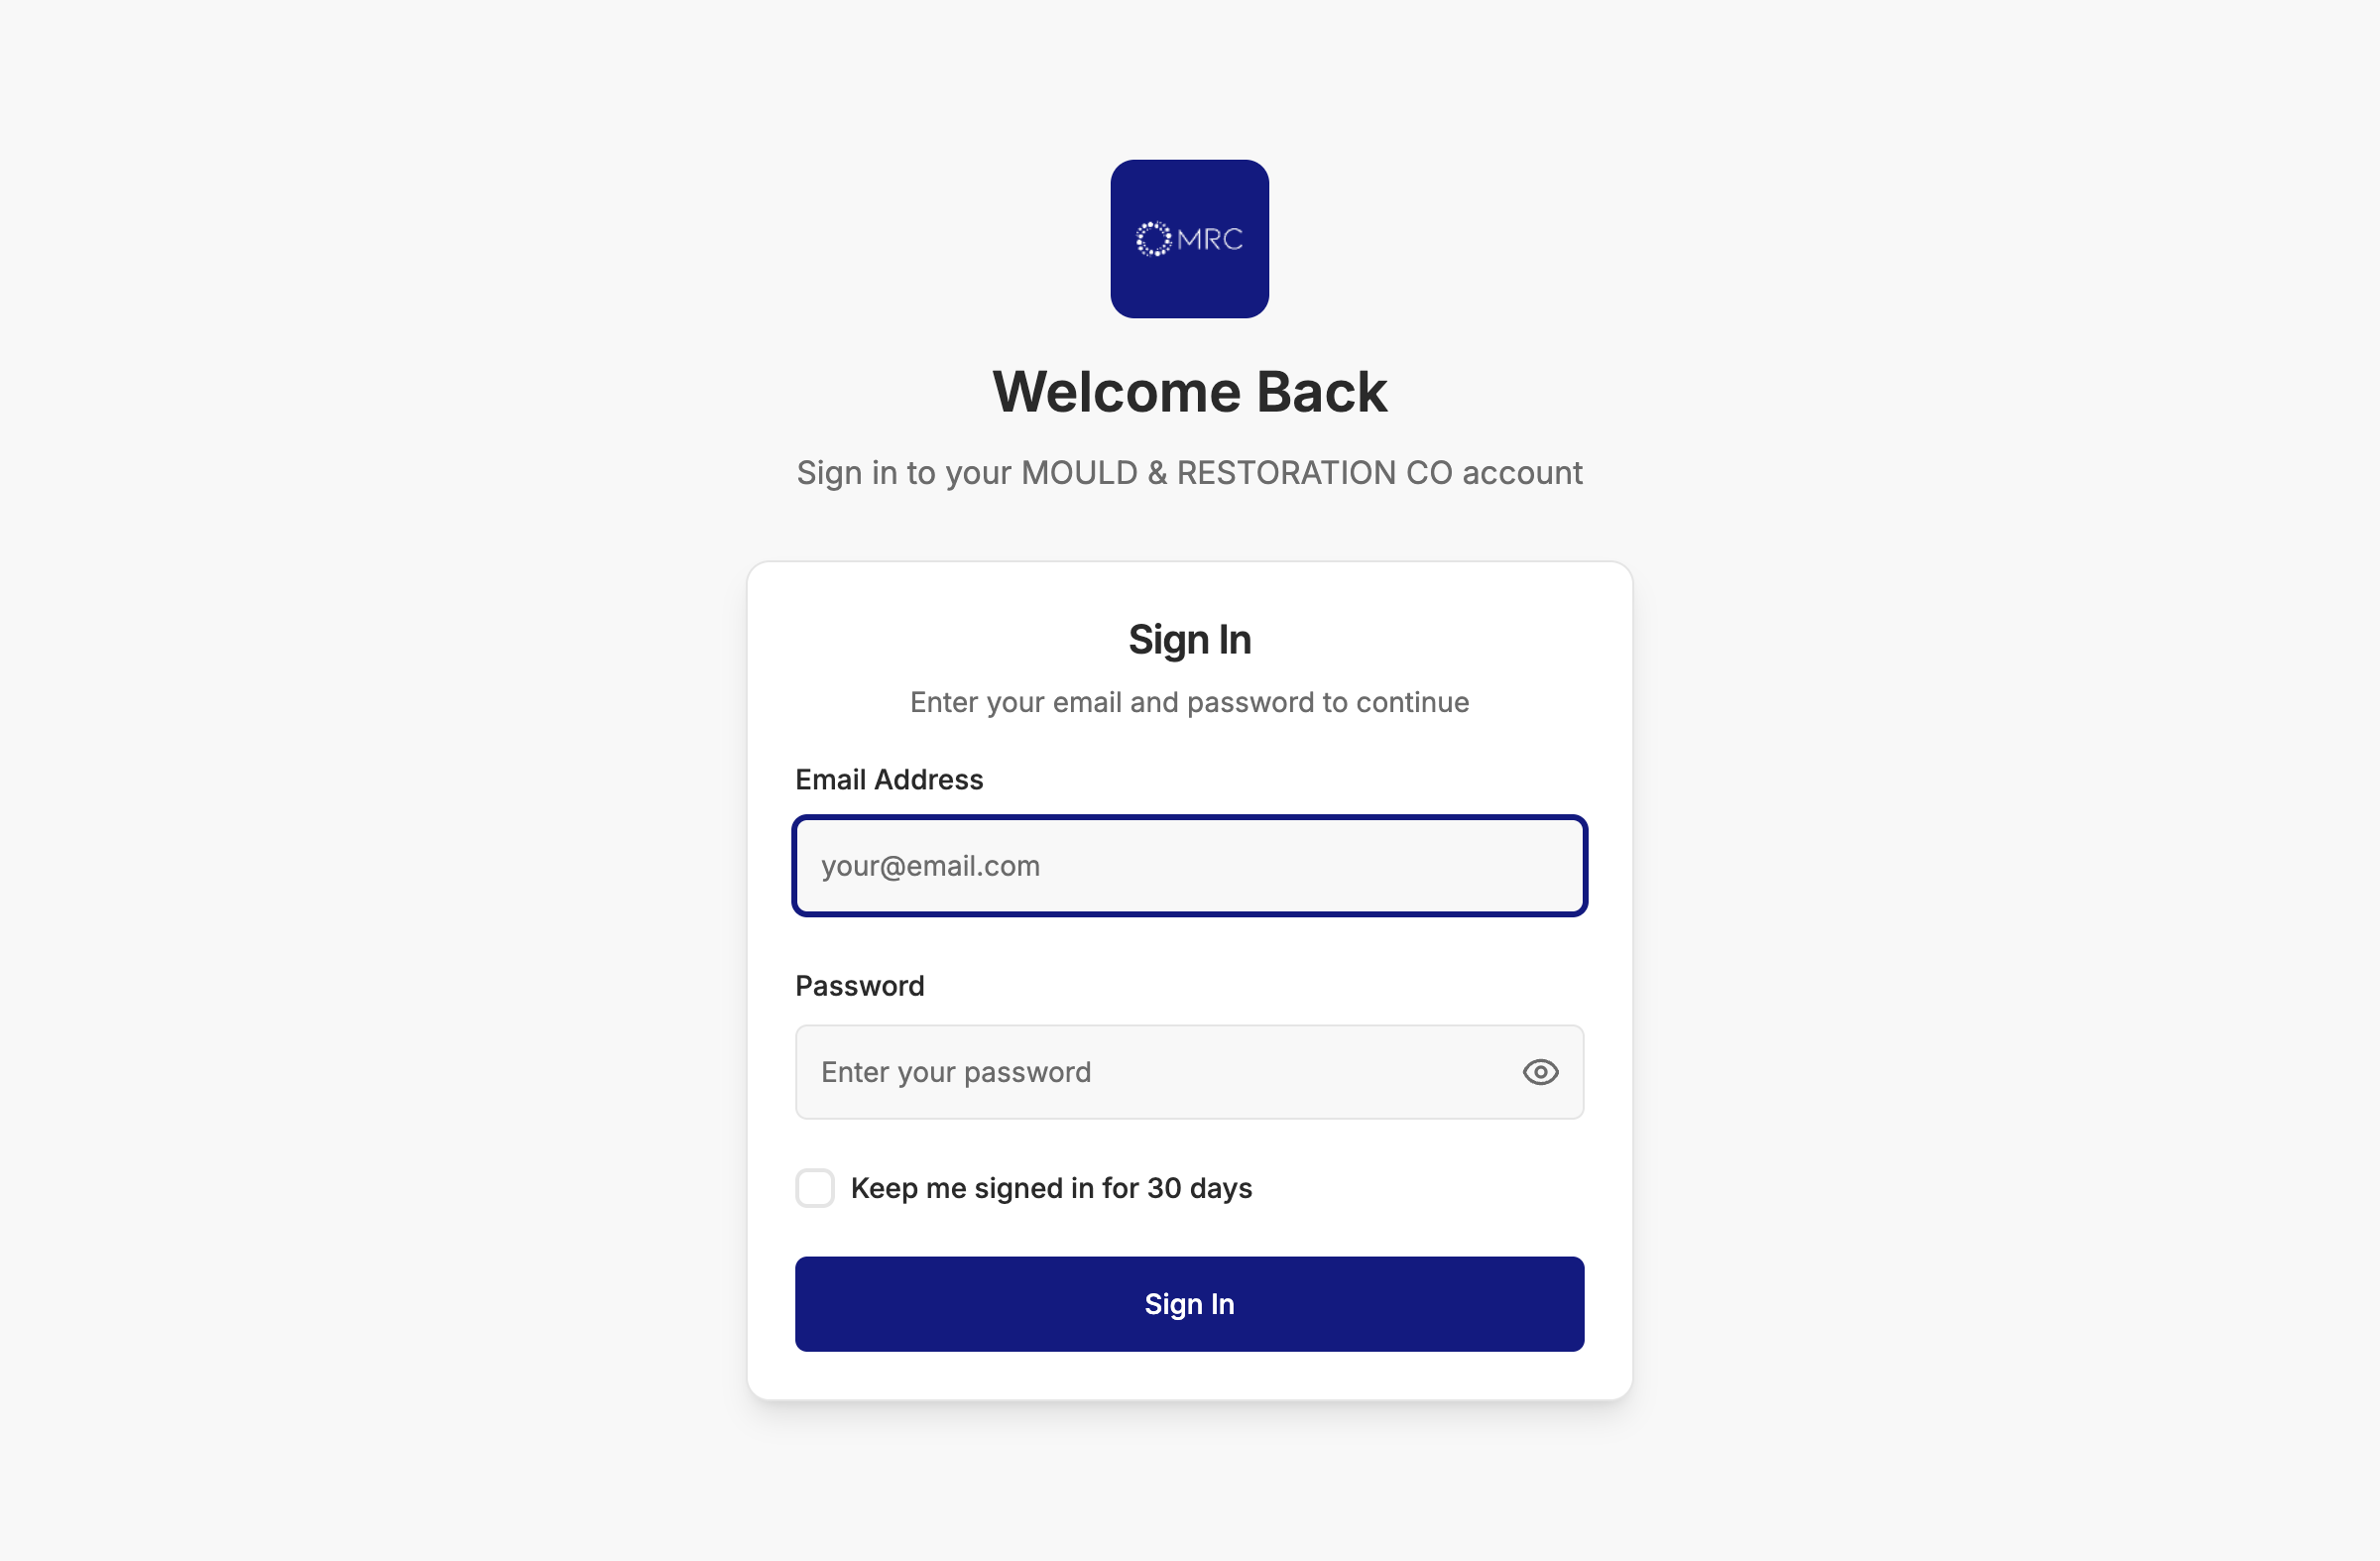 MRC
Welcome Back
Sign in to your MOULD & RESTORATION CO account
Sign In
Enter your email and password to continue
Email Address
your@email.com
Password
Enter your password
Keep me signed in for 30 days
Sign In